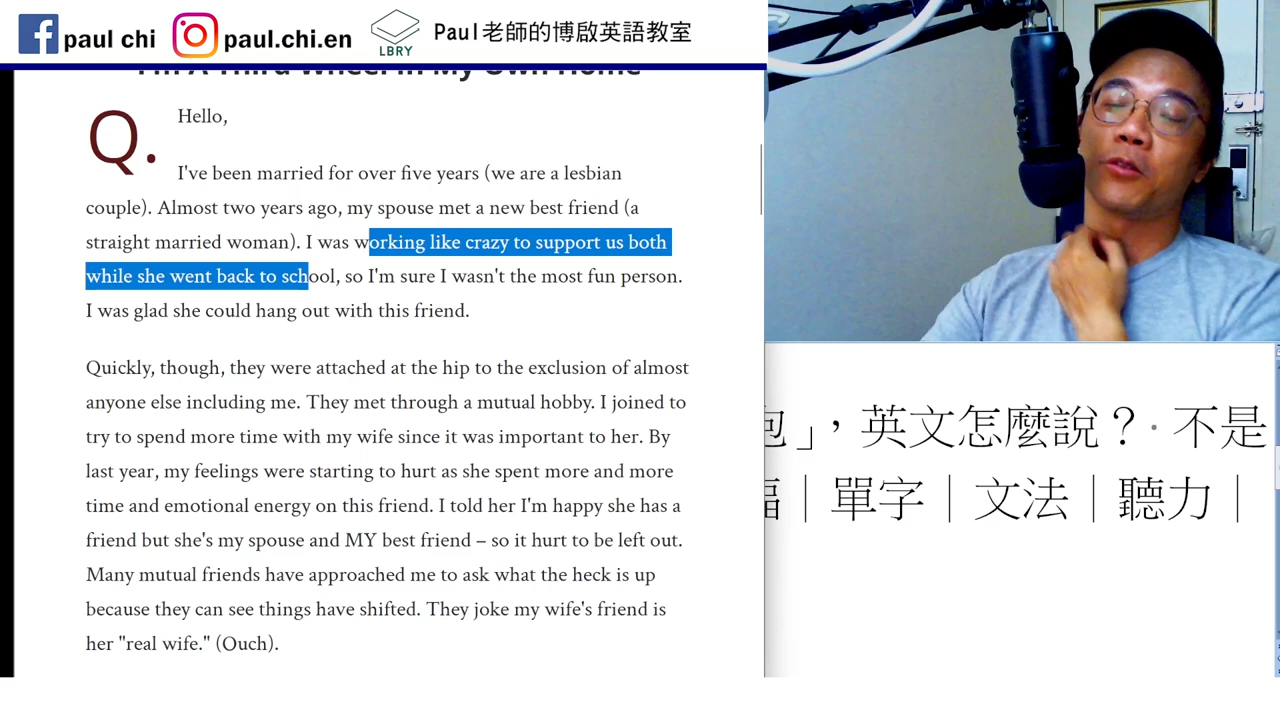 paul chi
paul.chi.en
LBRY
Paul老師的博啟英語教室
I'm A Third Wheel In My Own Home
Q.
Hello,
I've been married for over five years (we are a lesbian
couple). Almost two years ago, my spouse met a new best friend (a
straight married woman). I was working like crazy to support us both
while she went back to school, so I'm sure I wasn't the most fun person.
I was glad she could hang out with this friend.
Quickly, though, they were attached at the hip to the exclusion of almost
anyone else including me. They met through a mutual hobby. I joined to
try to spend more time with my wife since it was important to her. By
last year, my feelings were starting to hurt as she spent more and more
time and emotional energy on this friend. I told her I'm happy she has a
friend but she's my spouse and MY best friend – so it hurt to be left out.
Many mutual friends have approached me to ask what the heck is up
because they can see things have shifted. They joke my wife's friend is
her "real wife." (Ouch).
」，英文怎麼說？不是
｜單字｜文法｜聽力｜